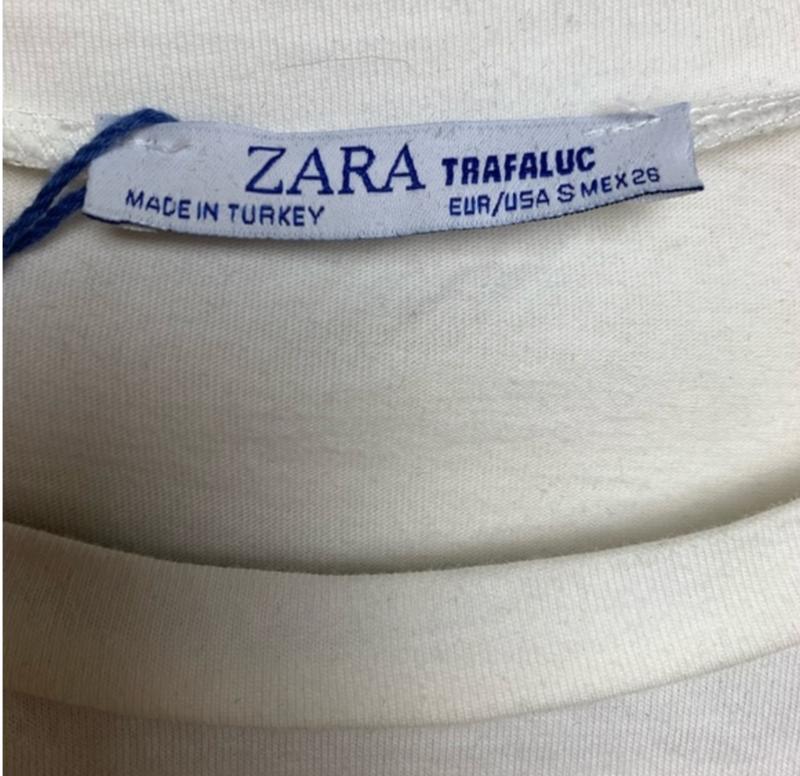 ZARA TRAFALUC
MADE IN TURKEY EUR/USA S MEX 26